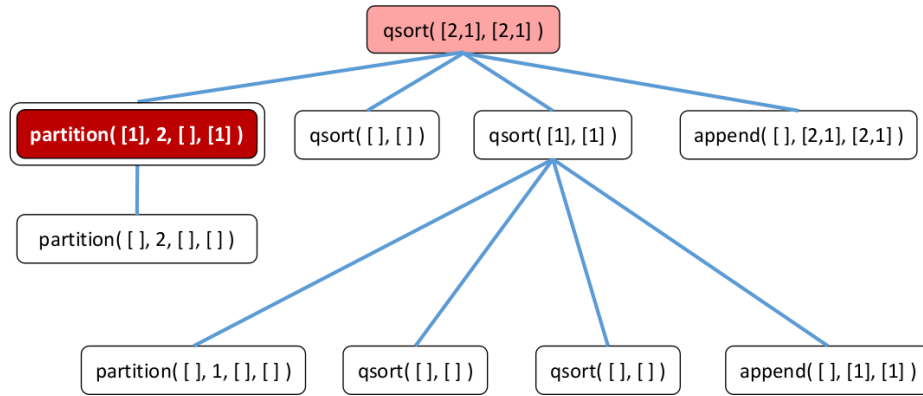 qsort( [2,1], [2,1] )
partition( [1], 2, [ ], [1] )
qsort( [ ], [ ] )
qsort( [1], [1] )
append( [ ], [2,1], [2,1] )
partition( [ ], 2, [ ], [ ] )
partition( [ ], 1, [ ], [ ] )
qsort( [ ], [ ] )
qsort( [ ], [ ] )
append( [ ], [1], [1] )